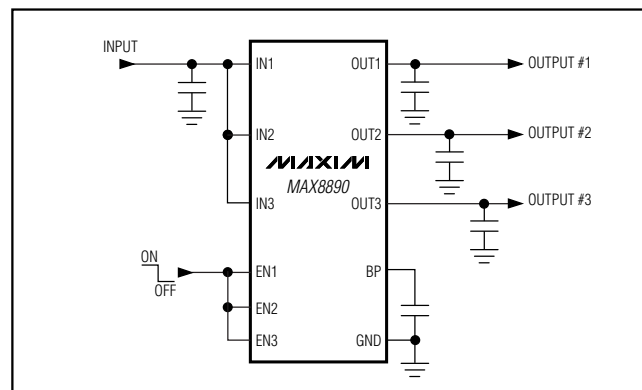 INPUT
IN1
OUT1
OUTPUT #1
IN2
OUT2
OUTPUT #2
MAXIM
MAX8890
IN3
OUT3
OUTPUT #3
ON
OFF
EN1
BP
EN2
EN3
GND